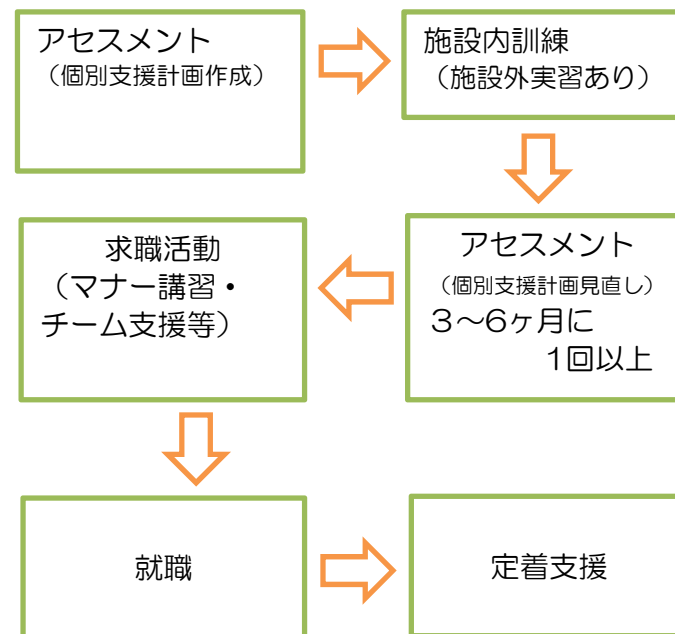 アセスメント
（個別支援計画作成）
施設内訓練
（施設外実習あり）
アセスメント
（個別支援計画見直し）
３～６ヶ月に
1回以上
求職活動
（マナー講習・
チーム支援等）
就職
定着支援